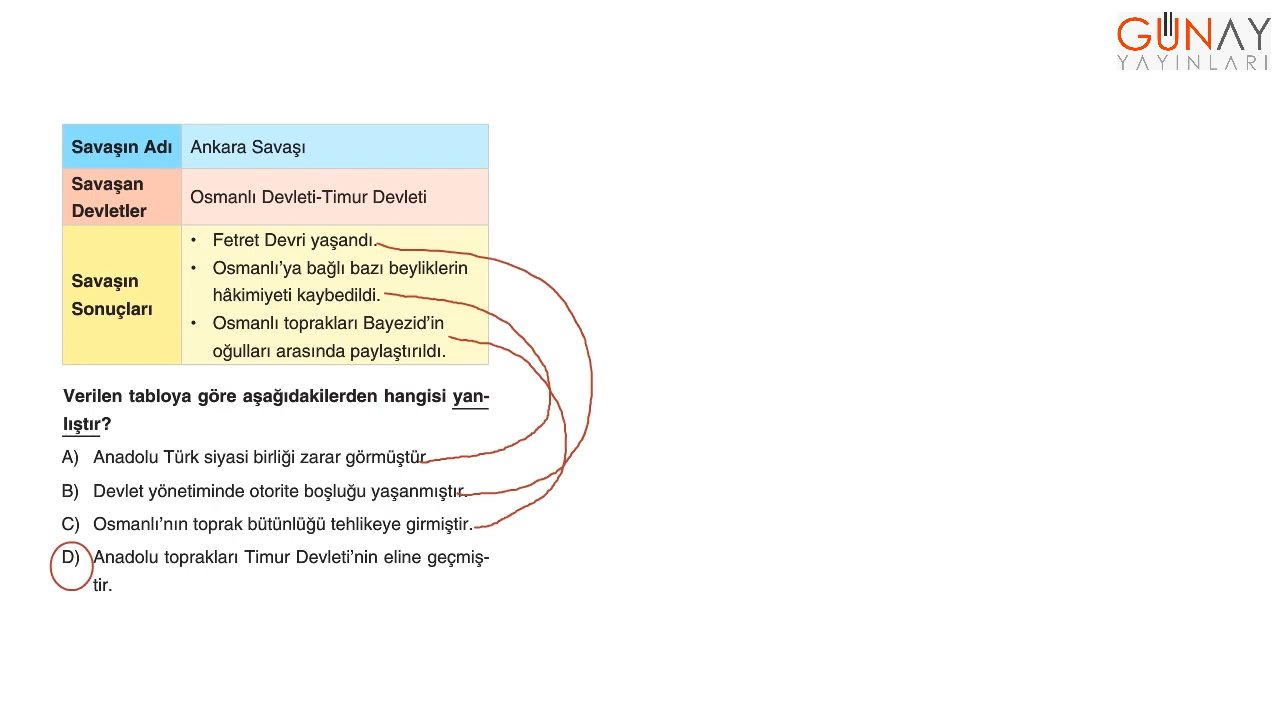 GÜNAY
YAYINLARI
Savaşın Adı
Ankara Savaşı
Savaşan
Devletler
Osmanlı Devleti-Timur Devleti
Savaşın
Sonuçları
• Fetret Devri yaşandı.
• Osmanlı’ya bağlı bazı beyliklerin
hâkimiyeti kaybedildi.
• Osmanlı toprakları Bayezid’in
oğulları arasında paylaştırıldı.
Verilen tabloya göre aşağıdakilerden hangisi yan-
lıştır?
A) Anadolu Türk siyasi birliği zarar görmüştür.
B) Devlet yönetiminde otorite boşluğu yaşanmıştır.
C) Osmanlı’nın toprak bütünlüğü tehlikeye girmiştir.
D) Anadolu toprakları Timur Devleti’nin eline geçmiş-
tir.